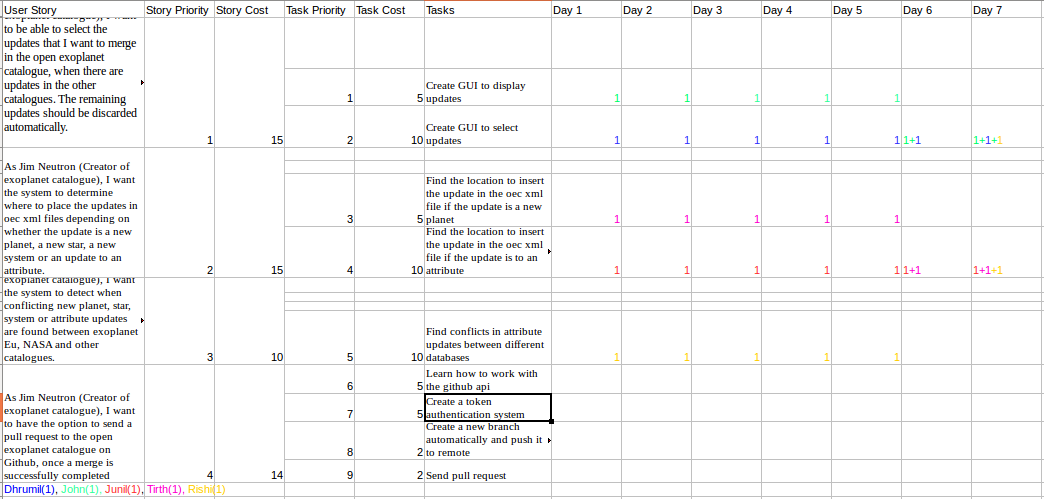 User Story Story Priority Story Cost Task Priority Task Cost Tasks Day 1 Day 2 Day 3 Day 4 Day 5 Day 6 Day 7
exoplanet catalogue), I want
to be able to select the
updates that I want to merge
in the open exoplanet
catalogue, when there are
updates in the other
catalogues. The remaining
updates should be discarded
automatically.
1 15
1 5 Create GUI to display
updates
1 1 1 1 1
2 10 Create GUI to select
updates
1 1 1 1 1 1+1 1+1+1
As Jim Neutron (Creator of
exoplanet catalogue), I want
the system to determine
where to place the updates in
oec xml files depending on
whether the update is a new
planet, a new star, a new
system or an update to an
attribute.
2 15
3 5 Find the location to insert
the update in the oec xml
file if the update is a new
planet
1 1 1 1 1
4 10 Find the location to insert
the update in the oec xml
file if the update is to an
attribute
1 1 1 1 1 1+1 1+1+1
exoplanet catalogue), I want
the system to detect when
conflicting new planet, star,
system or attribute updates
are found between exoplanet
Eu, NASA and other
catalogues.
3 10
5 10 Find conflicts in attribute
updates between different
databases
1 1 1 1 1
As Jim Neutron (Creator of
exoplanet catalogue), I want
to have the option to send a
pull request to the open
exoplanet catalogue on
Github, once a merge is
successfully completed
4 14
6 5 Learn how to work with
the github api
7 5 Create a token
authentication system
8 2 Create a new branch
automatically and push it
to remote
9 2 Send pull request
Dhrumil(1), John(1), Junil(1), Tirth(1), Rishi(1)